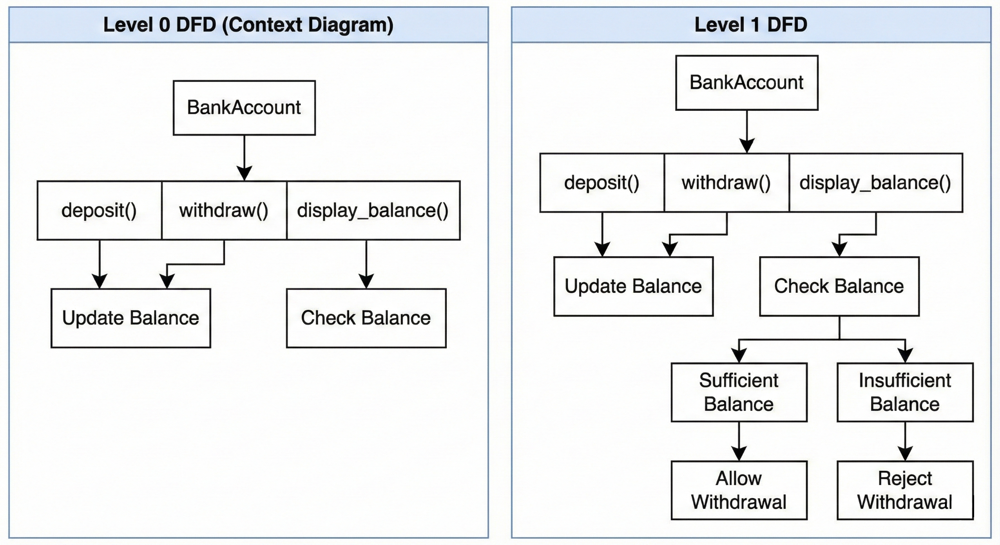 Level 0 DFD (Context Diagram)
BankAccount
deposit()
withdraw()
display_balance()
Update Balance
Check Balance
Level 1 DFD
BankAccount
deposit()
withdraw()
display_balance()
Update Balance
Check Balance
Sufficient
Balance
Insufficient
Balance
Allow
Withdrawal
Reject
Withdrawal